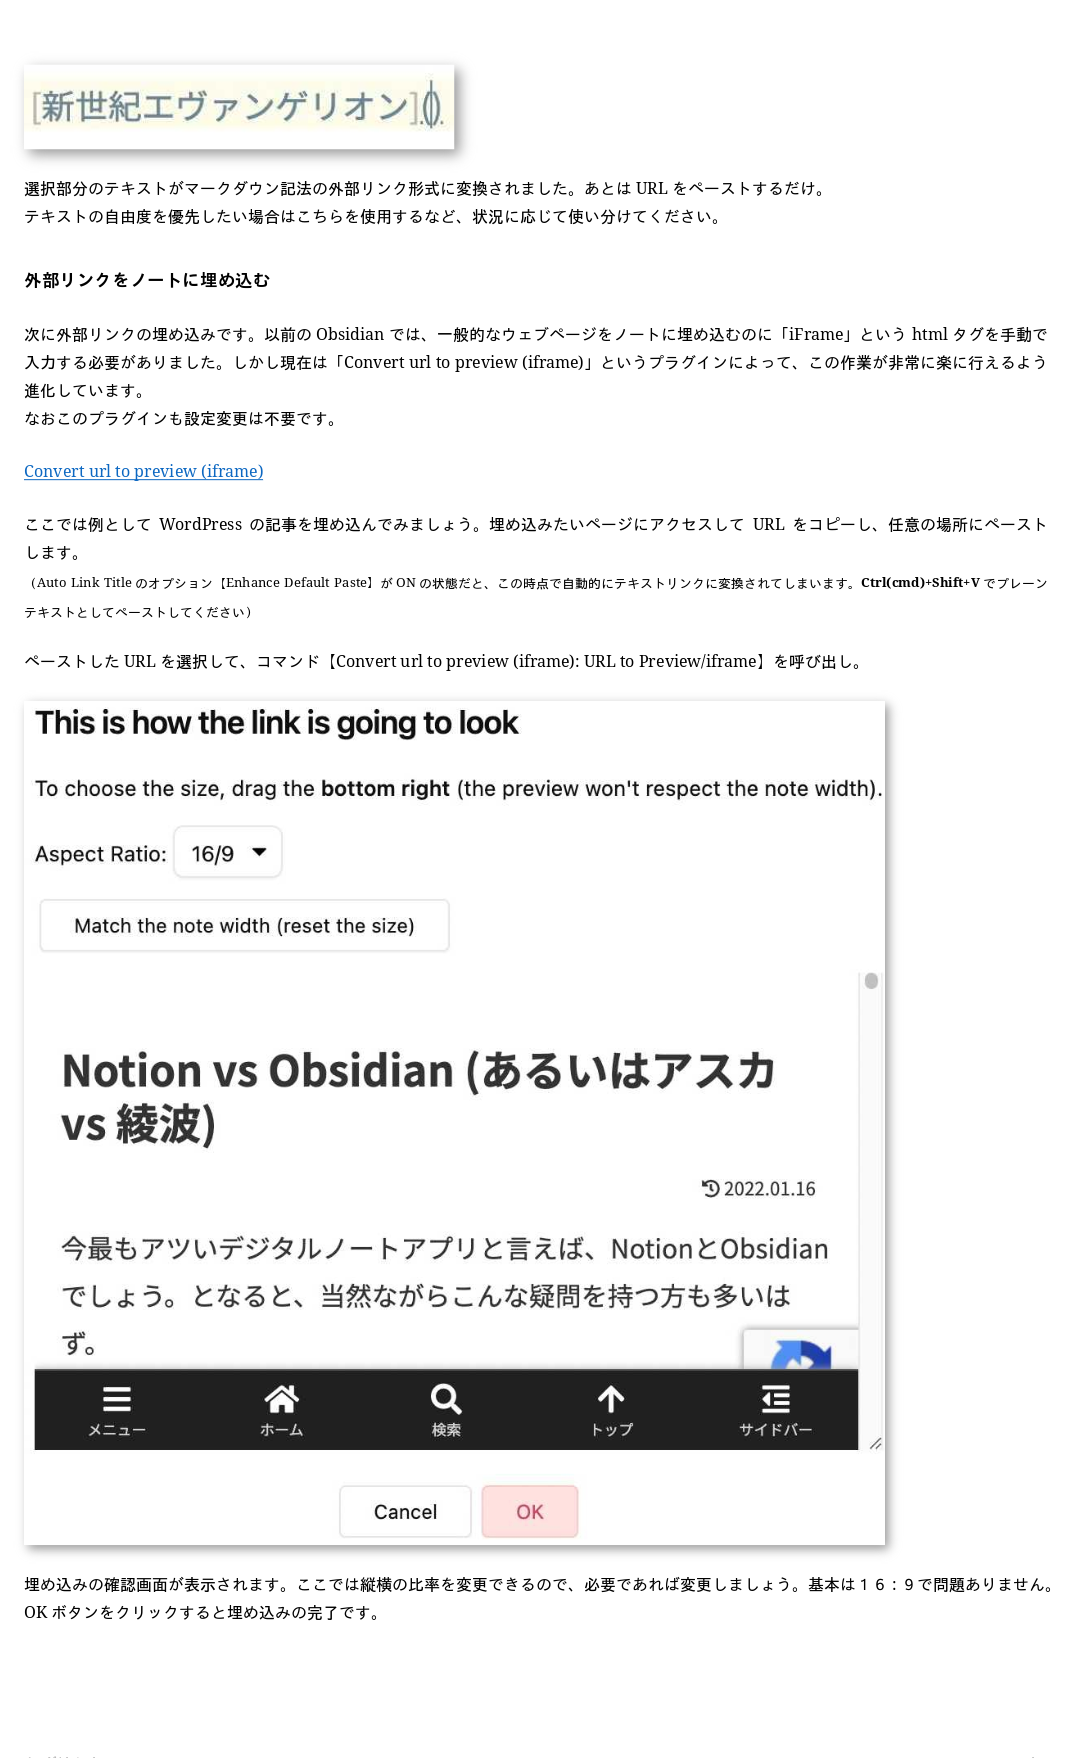 [新世紀エヴァンゲリオン]()
選択部分のテキストがマークダウン記法の外部リンク形式に変換されました。あとは URL をペーストするだけ。
テキストの自由度を優先したい場合はこちらを使用するなど、状況に応じて使い分けてください。
外部リンクをノートに埋め込む
次に外部リンクの埋め込みです。以前の Obsidian では、一般的なウェブページをノートに埋め込むのに「iFrame」という html タグを手動で
入力する必要がありました。しかし現在は「Convert url to preview (iframe)」というプラグインによって、この作業が非常に楽に行えるよう
進化しています。
なおこのプラグインも設定変更は不要です。
Convert url to preview (iframe)
ここでは例として WordPress の記事を埋め込んでみましょう。埋め込みたいページにアクセスして URL をコピーし、任意の場所にペースト
します。
（Auto Link Title のオプション【Enhance Default Paste】が ON の状態だと、この時点で自動的にテキストリンクに変換されてしまいます。Ctrl(cmd)+Shift+V でプレーン
テキストとしてペーストしてください）
ペーストした URL を選択して、コマンド【Convert url to preview (iframe): URL to Preview/iframe】を呼び出し。
This is how the link is going to look
To choose the size, drag the bottom right (the preview won't respect the note width).
Aspect Ratio: 16/9
Match the note width (reset the size)
Notion vs Obsidian (あるいはアスカ
vs 綾波)
2022.01.16
今最もアツいデジタルノートアプリと言えば、NotionとObsidian
でしょう。となると、当然ながらこんな疑問を持つ方も多いは
ず。
メニュー ホーム 検索 トップ サイドバー
Cancel OK
埋め込みの確認画面が表示されます。ここでは縦横の比率を変更できるので、必要であれば変更しましょう。基本は１６：９で問題ありません。
OK ボタンをクリックすると埋め込みの完了です。